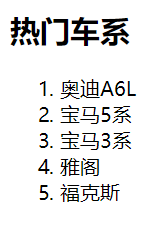 热门车系
1. 奥迪A6L
2. 宝马5系
3. 宝马3系
4. 雅阁
5. 福克斯